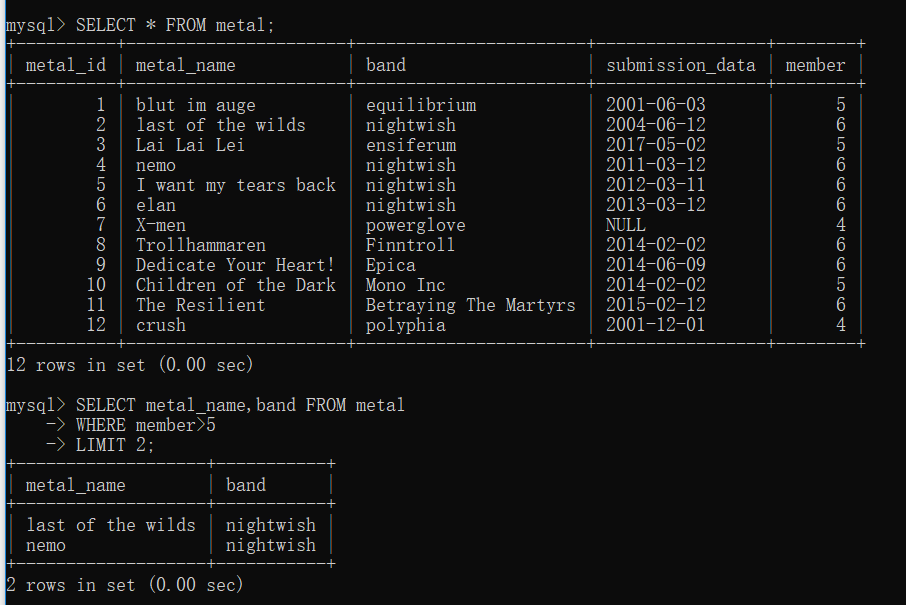 mysql> SELECT * FROM metal;
+----------+----------------------+-----------------------+-----------------+--------+
| metal_id | metal_name           | band                  | submission_data | member |
+----------+----------------------+-----------------------+-----------------+--------+
|        1 | blut im auge         | equilibrium           | 2001-06-03      |      5 |
|        2 | last of the wilds    | nightwish             | 2004-06-12      |      6 |
|        3 | Lai Lai Lei          | ensiferum             | 2017-05-02      |      5 |
|        4 | nemo                 | nightwish             | 2011-03-12      |      6 |
|        5 | I want my tears back | nightwish             | 2012-03-11      |      6 |
|        6 | elan                 | nightwish             | 2013-03-12      |      6 |
|        7 | X-men                | powerglove            | NULL            |      4 |
|        8 | Trollhammaren        | Finntroll             | 2014-02-02      |      6 |
|        9 | Dedicate Your Heart! | Epica                 | 2014-06-09      |      6 |
|       10 | Children of the Dark | Mono Inc              | 2014-02-02      |      5 |
|       11 | The Resilient        | Betraying The Martyrs | 2015-02-12      |      6 |
|       12 | crush                | polyphia              | 2001-12-01      |      4 |
+----------+----------------------+-----------------------+-----------------+--------+
12 rows in set (0.00 sec)

mysql> SELECT metal_name,band FROM metal
    -> WHERE member>5
    -> LIMIT 2;
+-------------------+-----------+
| metal_name        | band      |
+-------------------+-----------+
| last of the wilds | nightwish |
| nemo              | nightwish |
+-------------------+-----------+
2 rows in set (0.00 sec)